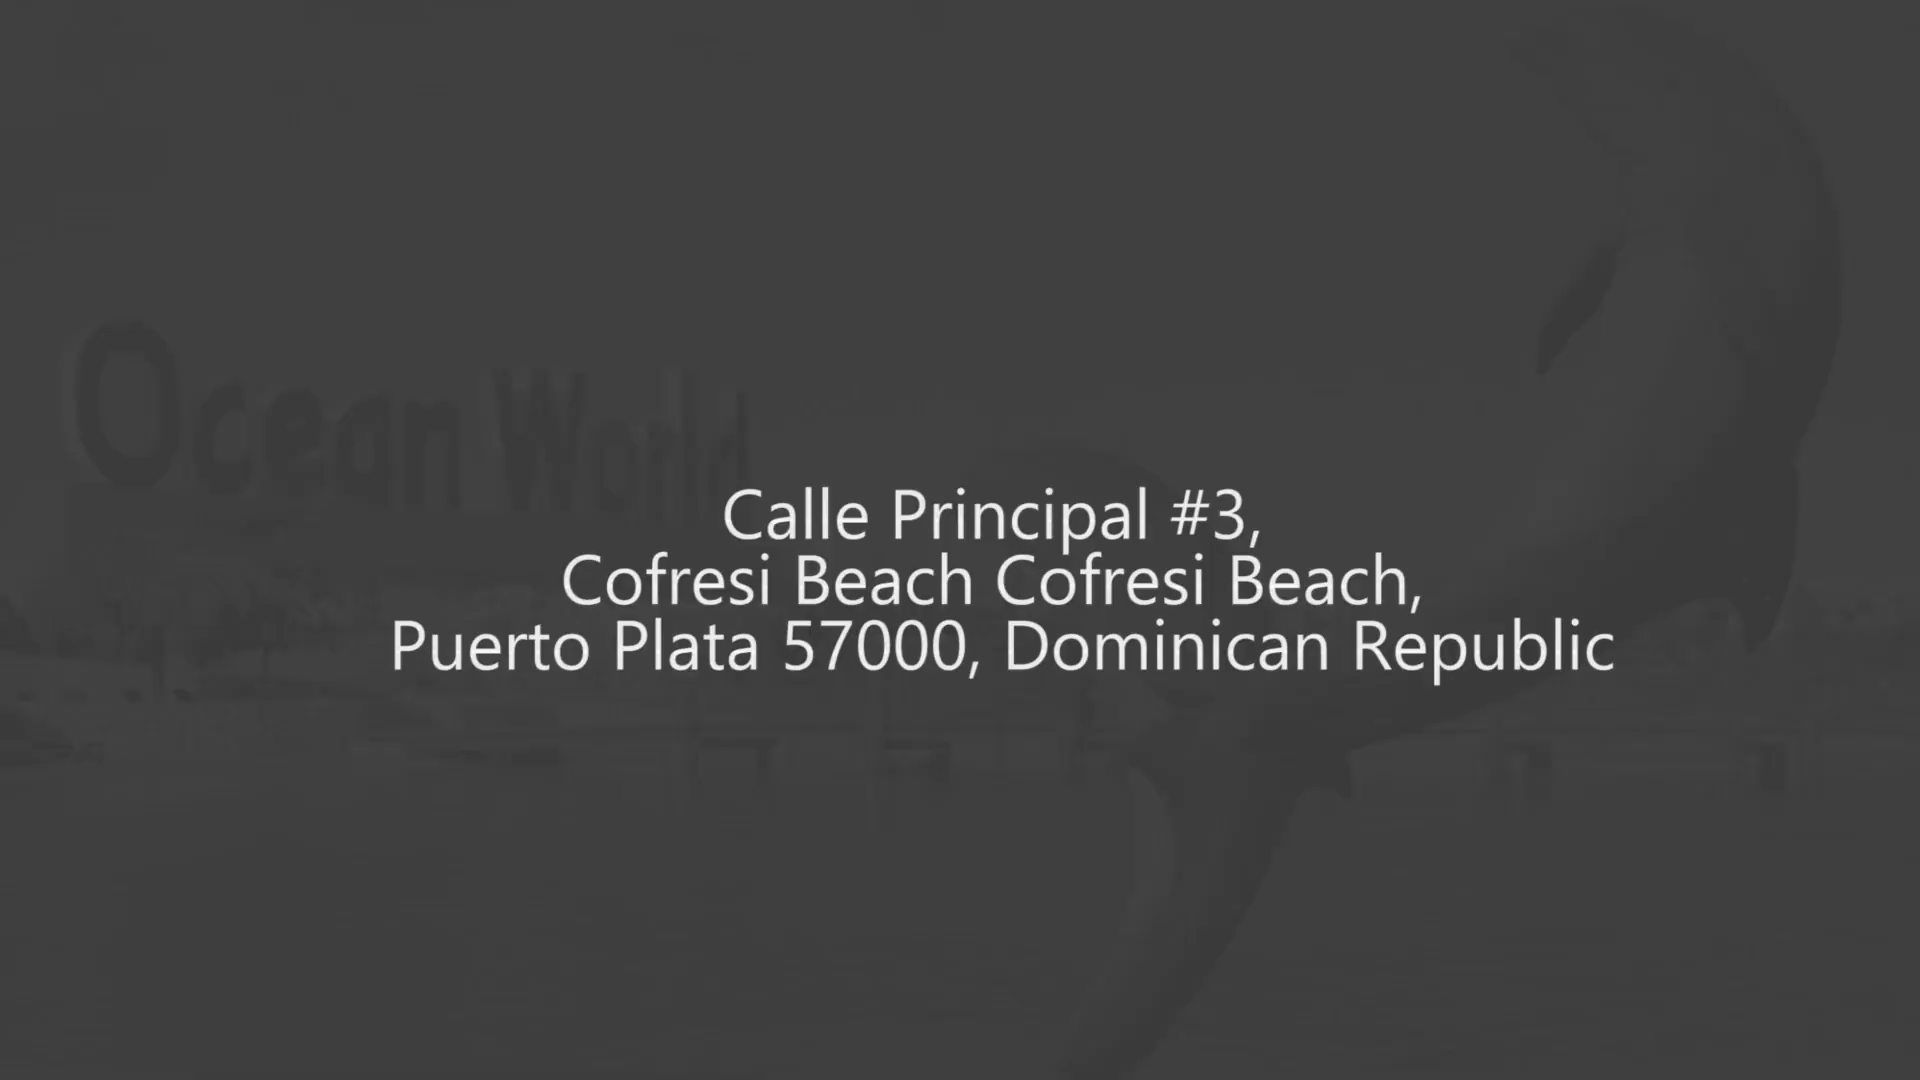 Ocean World
Calle Principal #3,
Cofresi Beach Cofresi Beach,
Puerto Plata 57000, Dominican Republic